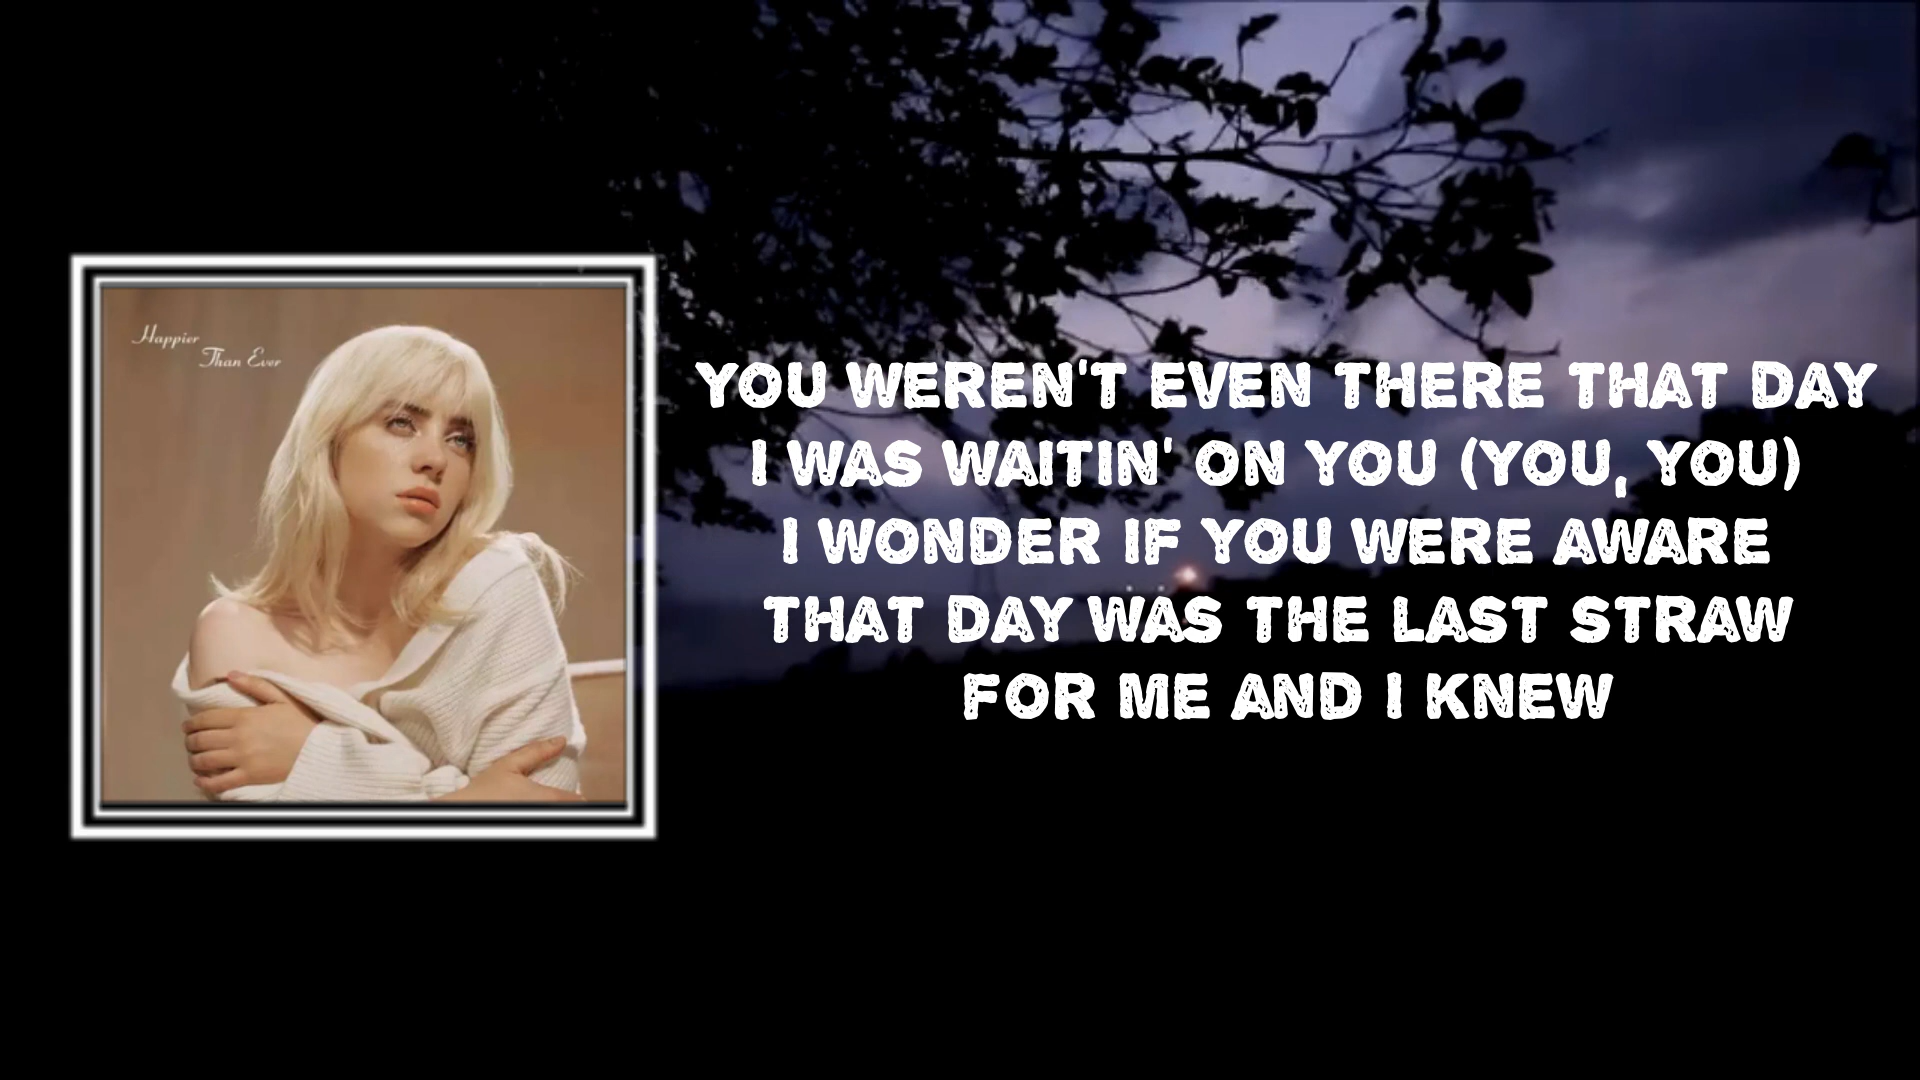 Happier
Than Ever
YOU WEREN'T EVEN THERE THAT DAY
I WAS WAITIN' ON YOU (YOU, YOU)
I WONDER IF YOU WERE AWARE
THAT DAY WAS THE LAST STRAW
FOR ME AND I KNEW